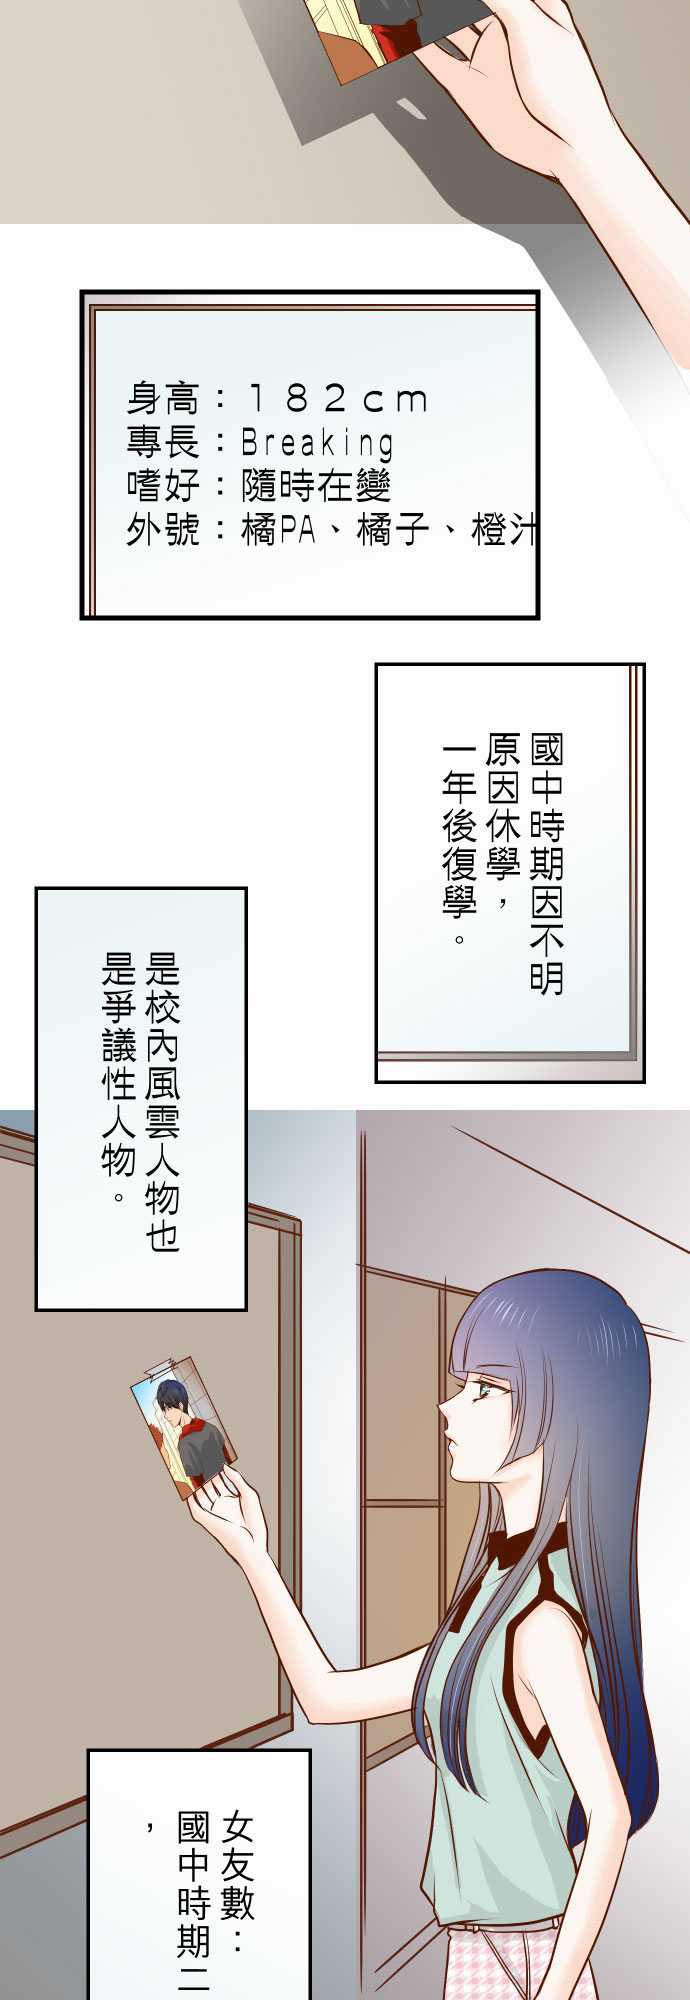 身高：１８２ｃｍ
專長：Breaking
嗜好：隨時在變
外號：橘PA、橘子、橙汁
國中時期因不明
原因休學，
一年後復學。
是校內風雲人物也
是爭議性人物。
女友數：
國中時期二
，